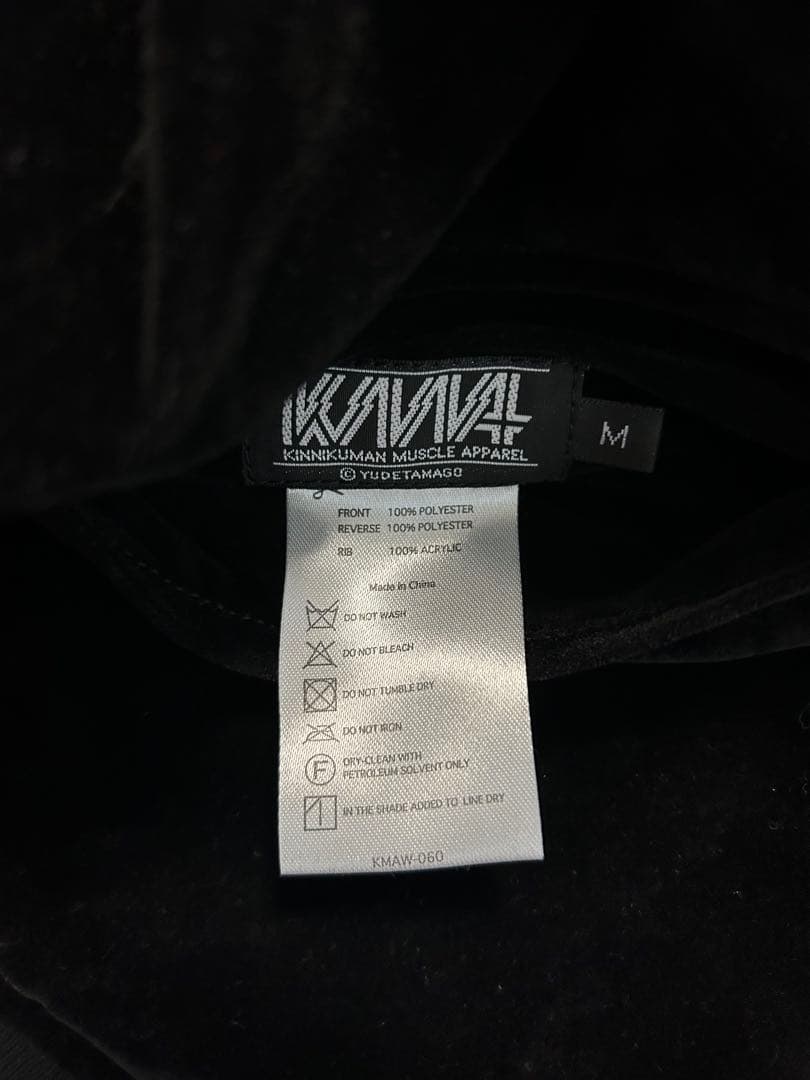 KMA
KINNIKUMAN MUSCLE APPAREL
© YUDETAMAGO
M
FRONT 100% POLYESTER
REVERSE 100% POLYESTER
RIB 100% ACRYLIC
Made in China
DO NOT WASH
DO NOT BLEACH
DO NOT TUMBLE DRY
DO NOT IRON
F
DRY-CLEAN WITH
PETROLEUM SOLVENT ONLY
IN THE SHADE ADDED TO LINE DRY
KMAW-060